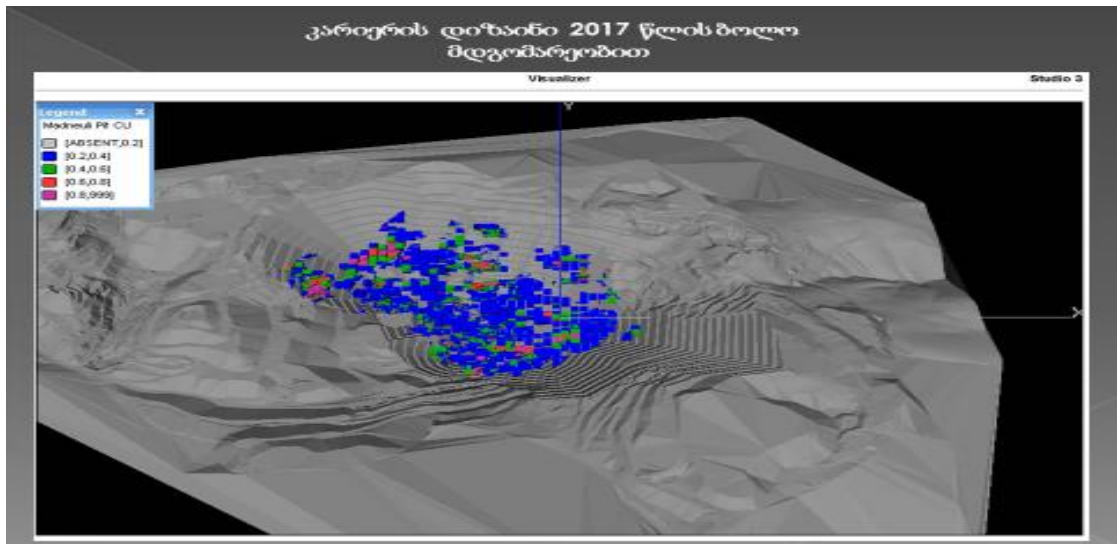 კარიერის დიზაინი 2017 წლის ბოლო
მდგომარეობით
Visualizer
Studio 3
Legend X
Madneuli Pit CU
[ABSENT,0.2]
[0.2,0.4]
[0.4,0.6]
[0.6,0.8]
[0.8,999]
Y
X